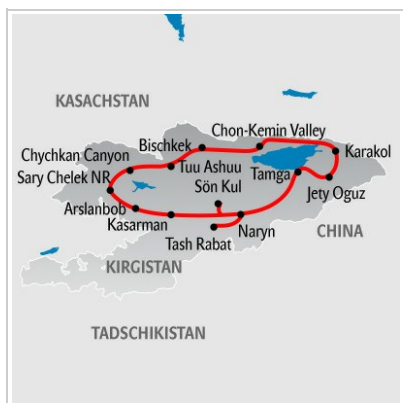 KASACHSTAN
Chon-Kemin Valley
Bischkek
Karakol
Chychkan Canyon
Tuu Ashuu
Sary Chelek NR
Sön Kul
Tamga
Jety Oguz
Arslanbob
Kasarman
Naryn
CHINA
Tash Rabat
KIRGISTAN
TADSCHIKISTAN